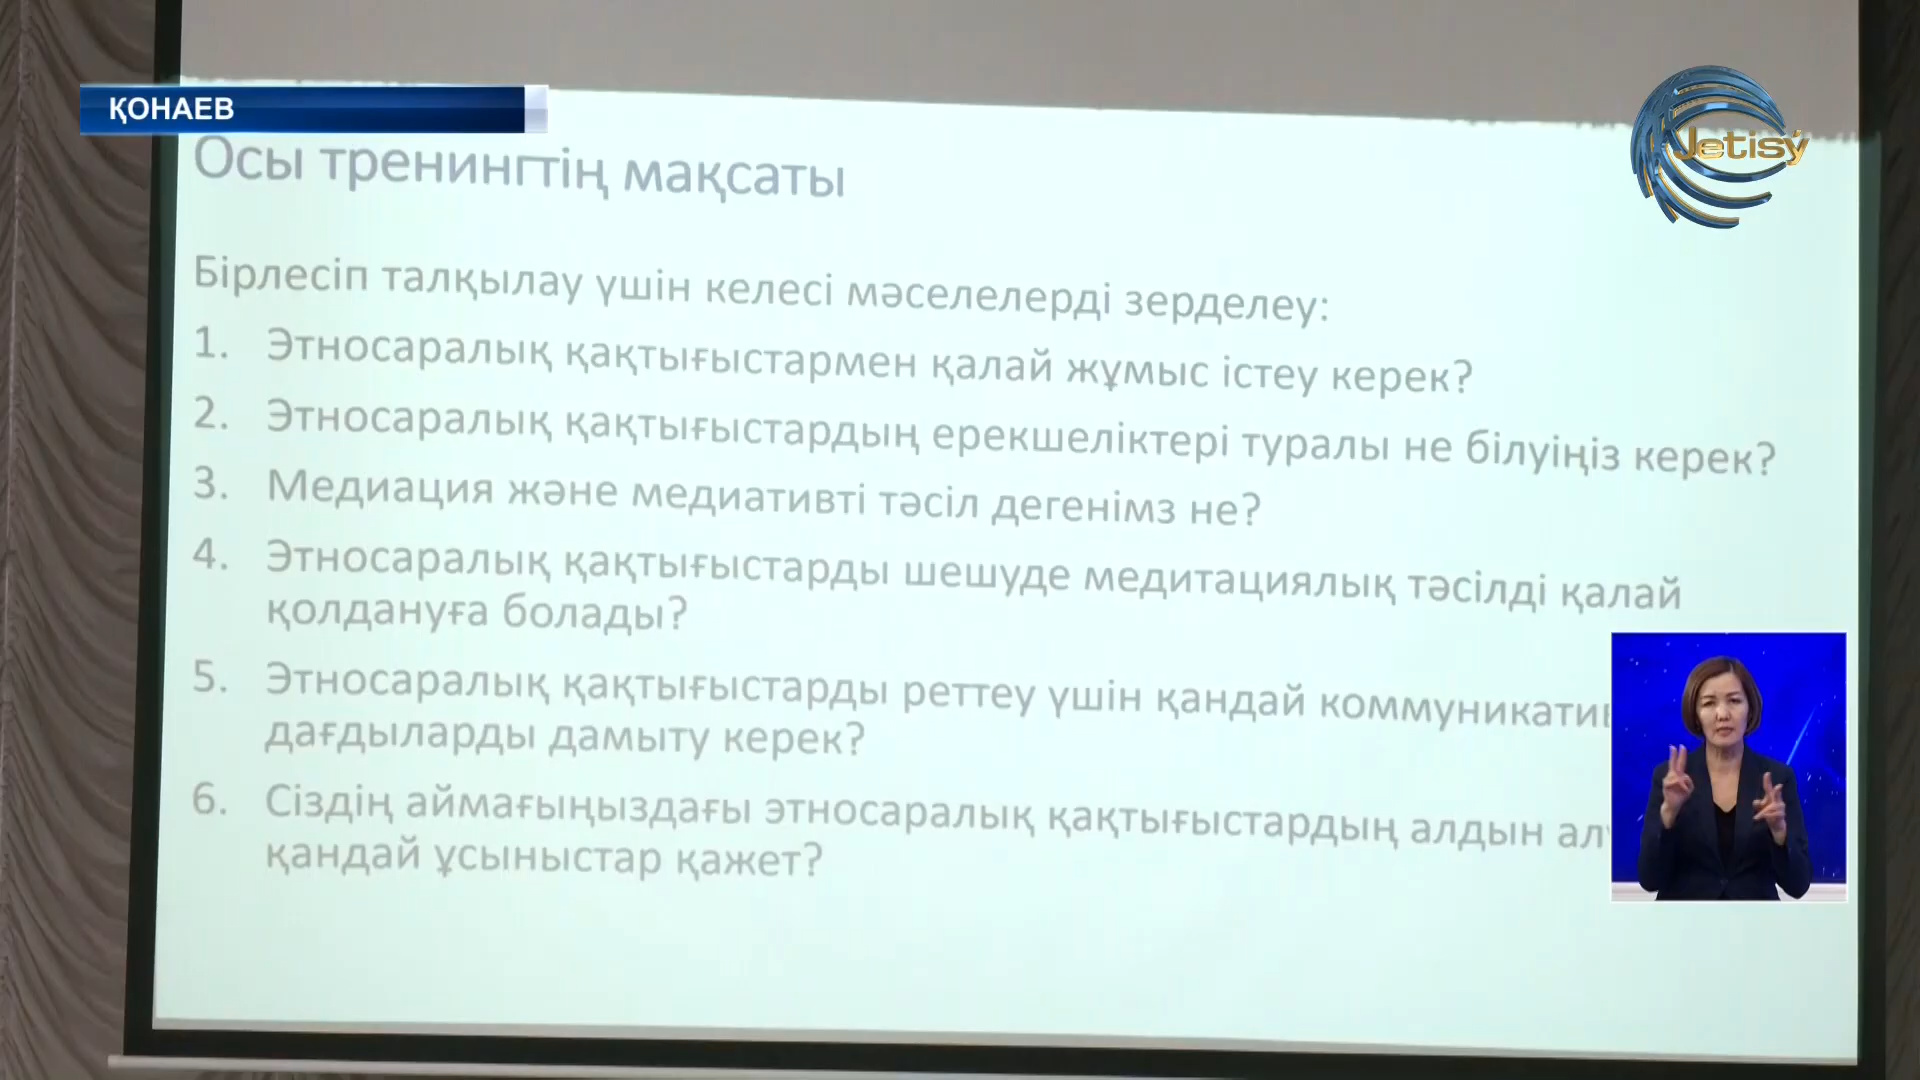 ҚОНАЕВ
Jetisý
Осы тренингтің мақсаты
Бірлесіп талқылау үшін келесі мәселелерді зерделеу:
1. Этносаралық қақтығыстармен қалай жұмыс істеу керек?
2. Этносаралық қақтығыстардың ерекшеліктері туралы не білуіңіз керек?
3. Медиация және медиативті тәсіл дегенімз не?
4. Этносаралық қақтығыстарды шешуде медитациялық тәсілді қалай
қолдануға болады?
5. Этносаралық қақтығыстарды реттеу үшін қандай
дағдыларды дамыту керек?
6. Сіздің аймағыңыздағы этносаралық қақтығыстардың алдын
қандай ұсыныстар қажет?